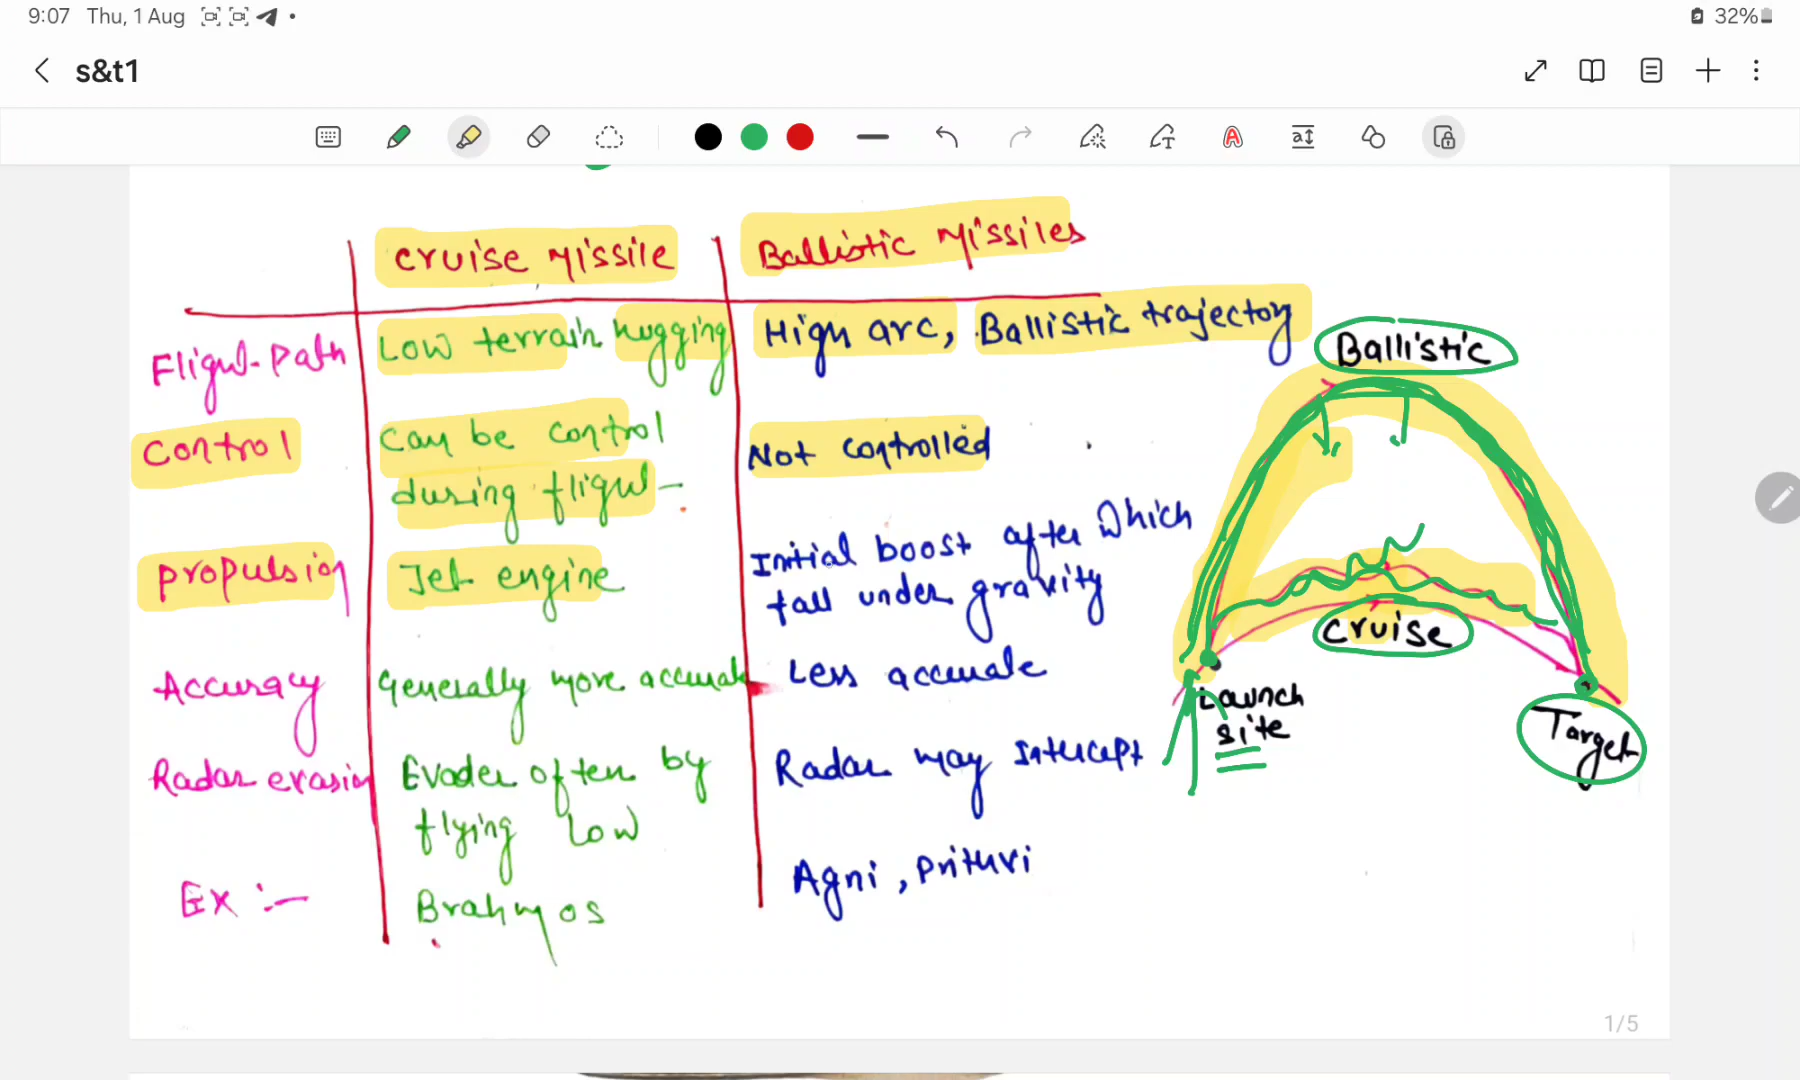 9:07 Thu, 1 Aug
32%
s&t1
Cruise Missile
Ballistic Missiles
Flight-Path
Low terrain hugging
High arc, Ballistic trajectory
Ballistic
Control
Can be control
during flight
Not controlled
Propulsion
Jet engine
Initial boost after Which
fall under gravity
Cruise
Accuracy
Generally more accurate
Less accurate
Launch
site
Target
Radar evasion
Evades often by
flying Low
Radar may Intercept
Ex :-
Brahmos
Agni, Prithvi
1/5